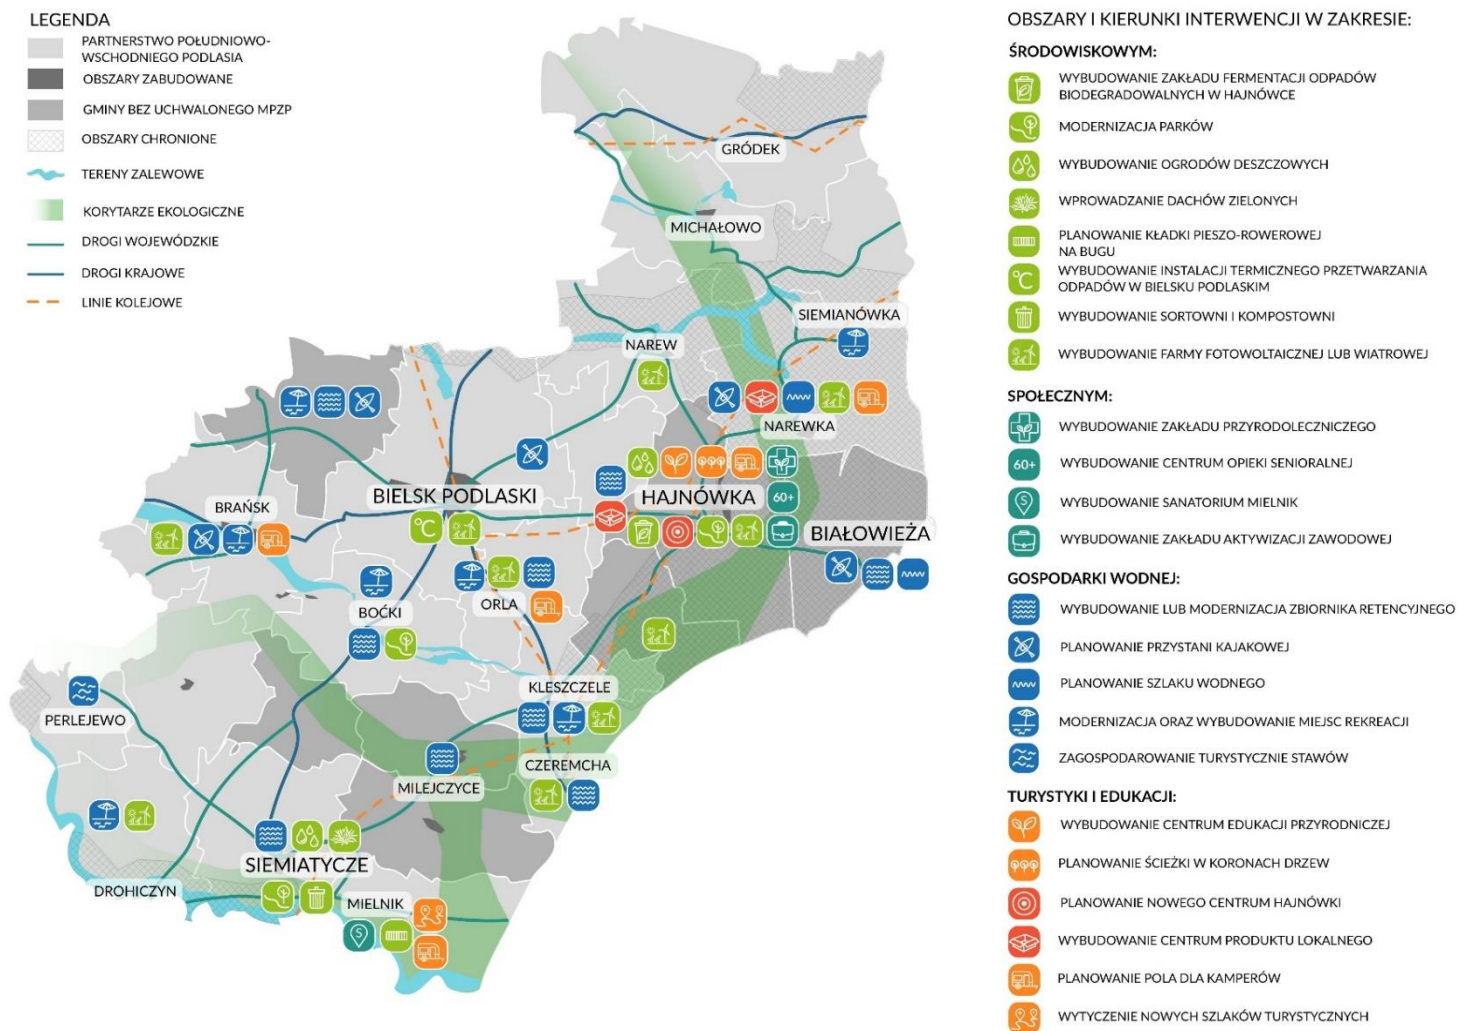 LEGENDA
PARTNERSTWO POŁUDNIOWO-
WSCHODNIEGO PODLASIA
OBSZARY ZABUDOWANE
GMINY BEZ UCHWALONEGO MPZP
OBSZARY CHRONIONE
TERENY ZALEWOWE
KORYTARZE EKOLOGICZNE
DROGI WOJEWÓDZKIE
DROGI KRAJOWE
LINIE KOLEJOWE
GRÓDEK
MICHAŁOWO
SIEMIANÓWKA
NAREW
NAREWKA
BIELSK PODLASKI
HAJNÓWKA
60+
BRAŃSK
°C
BIAŁOWIEŻA
BOĆKI
ORLA
KLESZCZELE
PERLEJEWO
CZEREMCHA
MILEJCZYCE
SIEMIATYCZE
DROHICZYN
MIELNIK
S
OBSZARY I KIERUNKI INTERWENCJI W ZAKRESIE:
ŚRODOWISKOWYM:
WYBUDOWANIE ZAKŁADU FERMENTACJI ODPADÓW
BIODEGRADOWALNYCH W HAJNÓWCE
MODERNIZACJA PARKÓW
WYBUDOWANIE OGRODÓW DESZCZOWYCH
WPROWADZANIE DACHÓW ZIELONYCH
PLANOWANIE KŁADKI PIESZO-ROWEROWEJ
NA BUGU
°C WYBUDOWANIE INSTALACJI TERMICZNEGO PRZETWARZANIA
ODPADÓW W BIELSKU PODLASKIM
WYBUDOWANIE SORTOWNI I KOMPOSTOWNI
WYBUDOWANIE FARMY FOTOWOLTAICZNEJ LUB WIATROWEJ
SPOŁECZNYM:
WYBUDOWANIE ZAKŁADU PRZYRODOLECZNICZEGO
60+ WYBUDOWANIE CENTRUM OPIEKI SENIORALNEJ
S WYBUDOWANIE SANATORIUM MIELNIK
WYBUDOWANIE ZAKŁADU AKTYWIZACJI ZAWODOWEJ
GOSPODARKI WODNEJ:
WYBUDOWANIE LUB MODERNIZACJA ZBIORNIKA RETENCYJNEGO
PLANOWANIE PRZYSTANI KAJAKOWEJ
PLANOWANIE SZLAKU WODNEGO
MODERNIZACJA ORAZ WYBUDOWANIE MIEJSC REKREACJI
ZAGOSPODAROWANIE TURYSTYCZNIE STAWÓW
TURYSTYKI I EDUKACJI:
WYBUDOWANIE CENTRUM EDUKACJI PRZYRODNICZEJ
PLANOWANIE ŚCIEŻKI W KORONACH DRZEW
PLANOWANIE NOWEGO CENTRUM HAJNÓWKI
WYBUDOWANIE CENTRUM PRODUKTU LOKALNEGO
PLANOWANIE POLA DLA KAMPERÓW
WYTYCZENIE NOWYCH SZLAKÓW TURYSTYCZNYCH